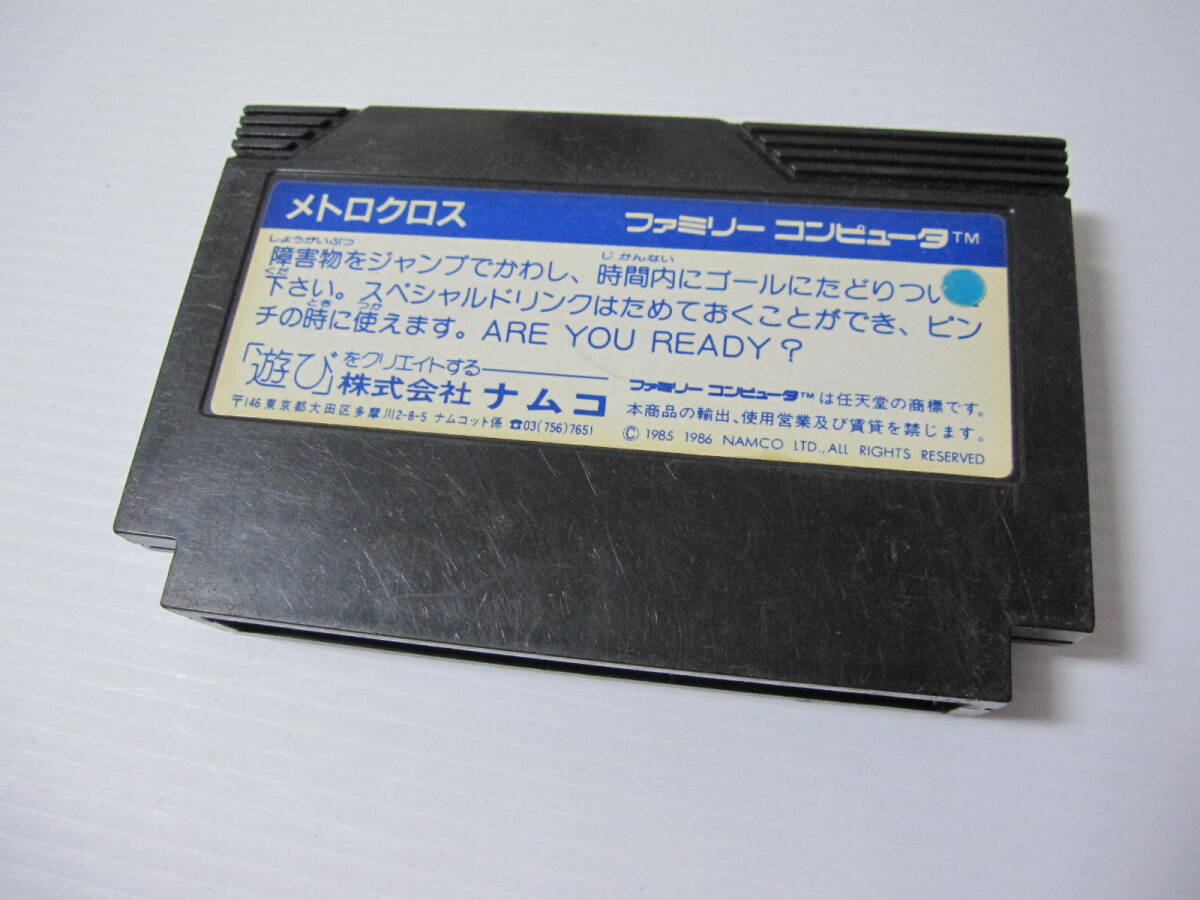 メトロクロス ファミリー コンピュータ™
しょうがいぶつ じかんない
障害物をジャンプでかわし、時間内にゴールにたどりつい
くだ
下さい。スペシャルドリンクはためておくことができ、ピン
とき つか
チの時に使えます。ARE YOU READY?
「遊び」をクリエイトする
株式会社 ナムコ
〒146 東京都大田区多摩川2-8-5 ナムコット係 ☎03(756)7651
ファミリー コンピュータ™は任天堂の商標です。
本商品の輸出、使用営業及び賃貸を禁じます。
© 1985 1986 NAMCO LTD., ALL RIGHTS RESERVED